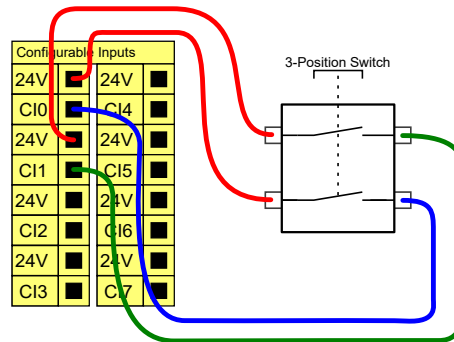 Configurable Inputs
3-Position Switch
24V 24V
CI0 CI4
24V 24V
CI1 CI5
24V 24V
CI2 CI6
24V 24V
CI3 CI7